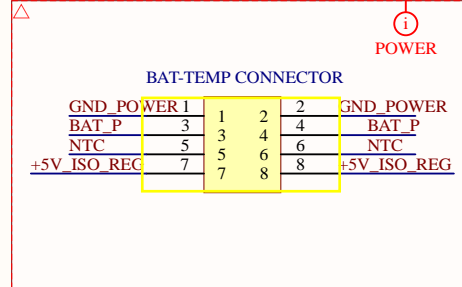 i
POWER
BAT-TEMP CONNECTOR
GND_POWER 1 1 2 2 GND_POWER
BAT_P 3 3 4 4 BAT_P
NTC 5 5 6 6 NTC
+5V_ISO_REG 7 7 8 8 +5V_ISO_REG